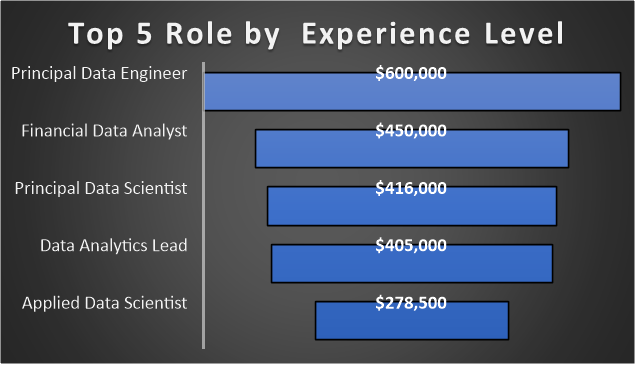 Top 5 Role by  Experience Level
Principal Data Engineer $600,000
Financial Data Analyst $450,000
Principal Data Scientist $416,000
Data Analytics Lead $405,000
Applied Data Scientist $278,500